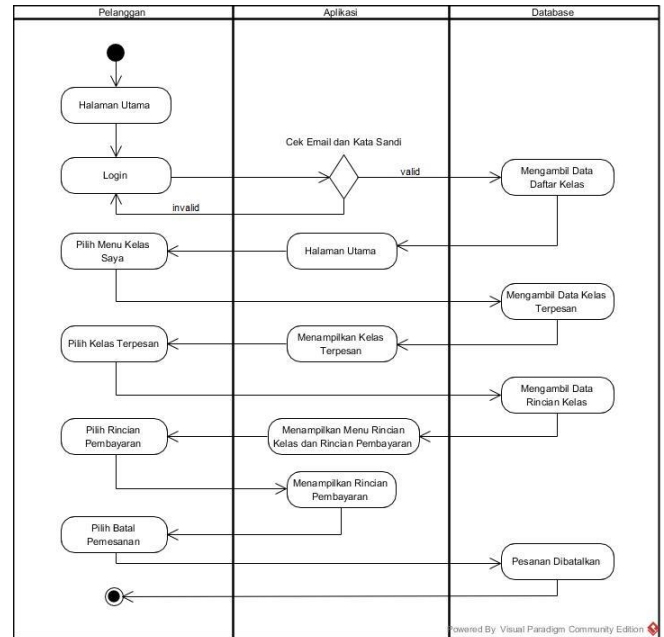 Pelanggan
Aplikasi
Database
Halaman Utama
Cek Email dan Kata Sandi
Login
valid
Mengambil Data
Daftar Kelas
invalid
Pilih Menu Kelas
Saya
Halaman Utama
Mengambil Data Kelas
Terpesan
Pilih Kelas Terpesan
Menampilkan Kelas
Terpesan
Mengambil Data
Rincian Kelas
Pilih Rincian
Pembayaran
Menampilkan Menu Rincian
Kelas dan Rincian Pembayaran
Menampilkan Rincian
Pembayaran
Pilih Batal
Pemesanan
Pesanan Dibatalkan
Powered By Visual Paradigm Community Edition